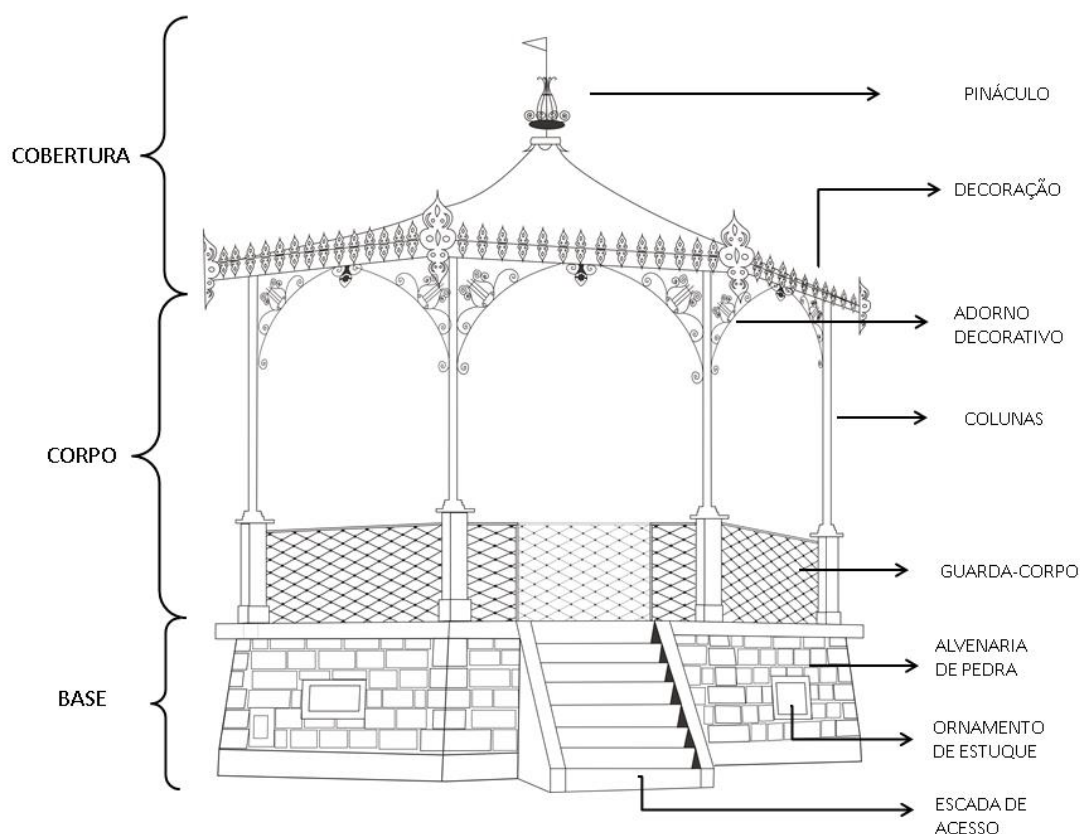 PINÁCULO
COBERTURA
DECORAÇÃO
ADORNO
DECORATIVO
COLUNAS
CORPO
GUARDA-CORPO
ALVENARIA
DE PEDRA
BASE
ORNAMENTO
DE ESTUQUE
ESCADA DE
ACESSO